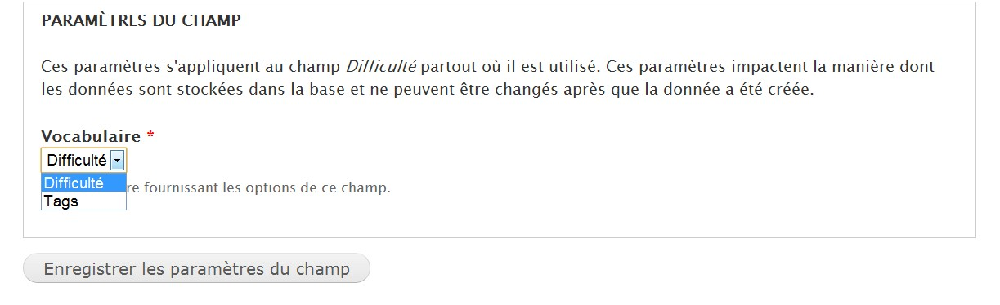 PARAMÈTRES DU CHAMP
Ces paramètres s'appliquent au champ Difficulté partout où il est utilisé. Ces paramètres impactent la manière dont
les données sont stockées dans la base et ne peuvent être changés après que la donnée a été créée.
Vocabulaire *
Difficulté
Difficulté
re fournissant les options de ce champ.
Tags
Enregistrer les paramètres du champ